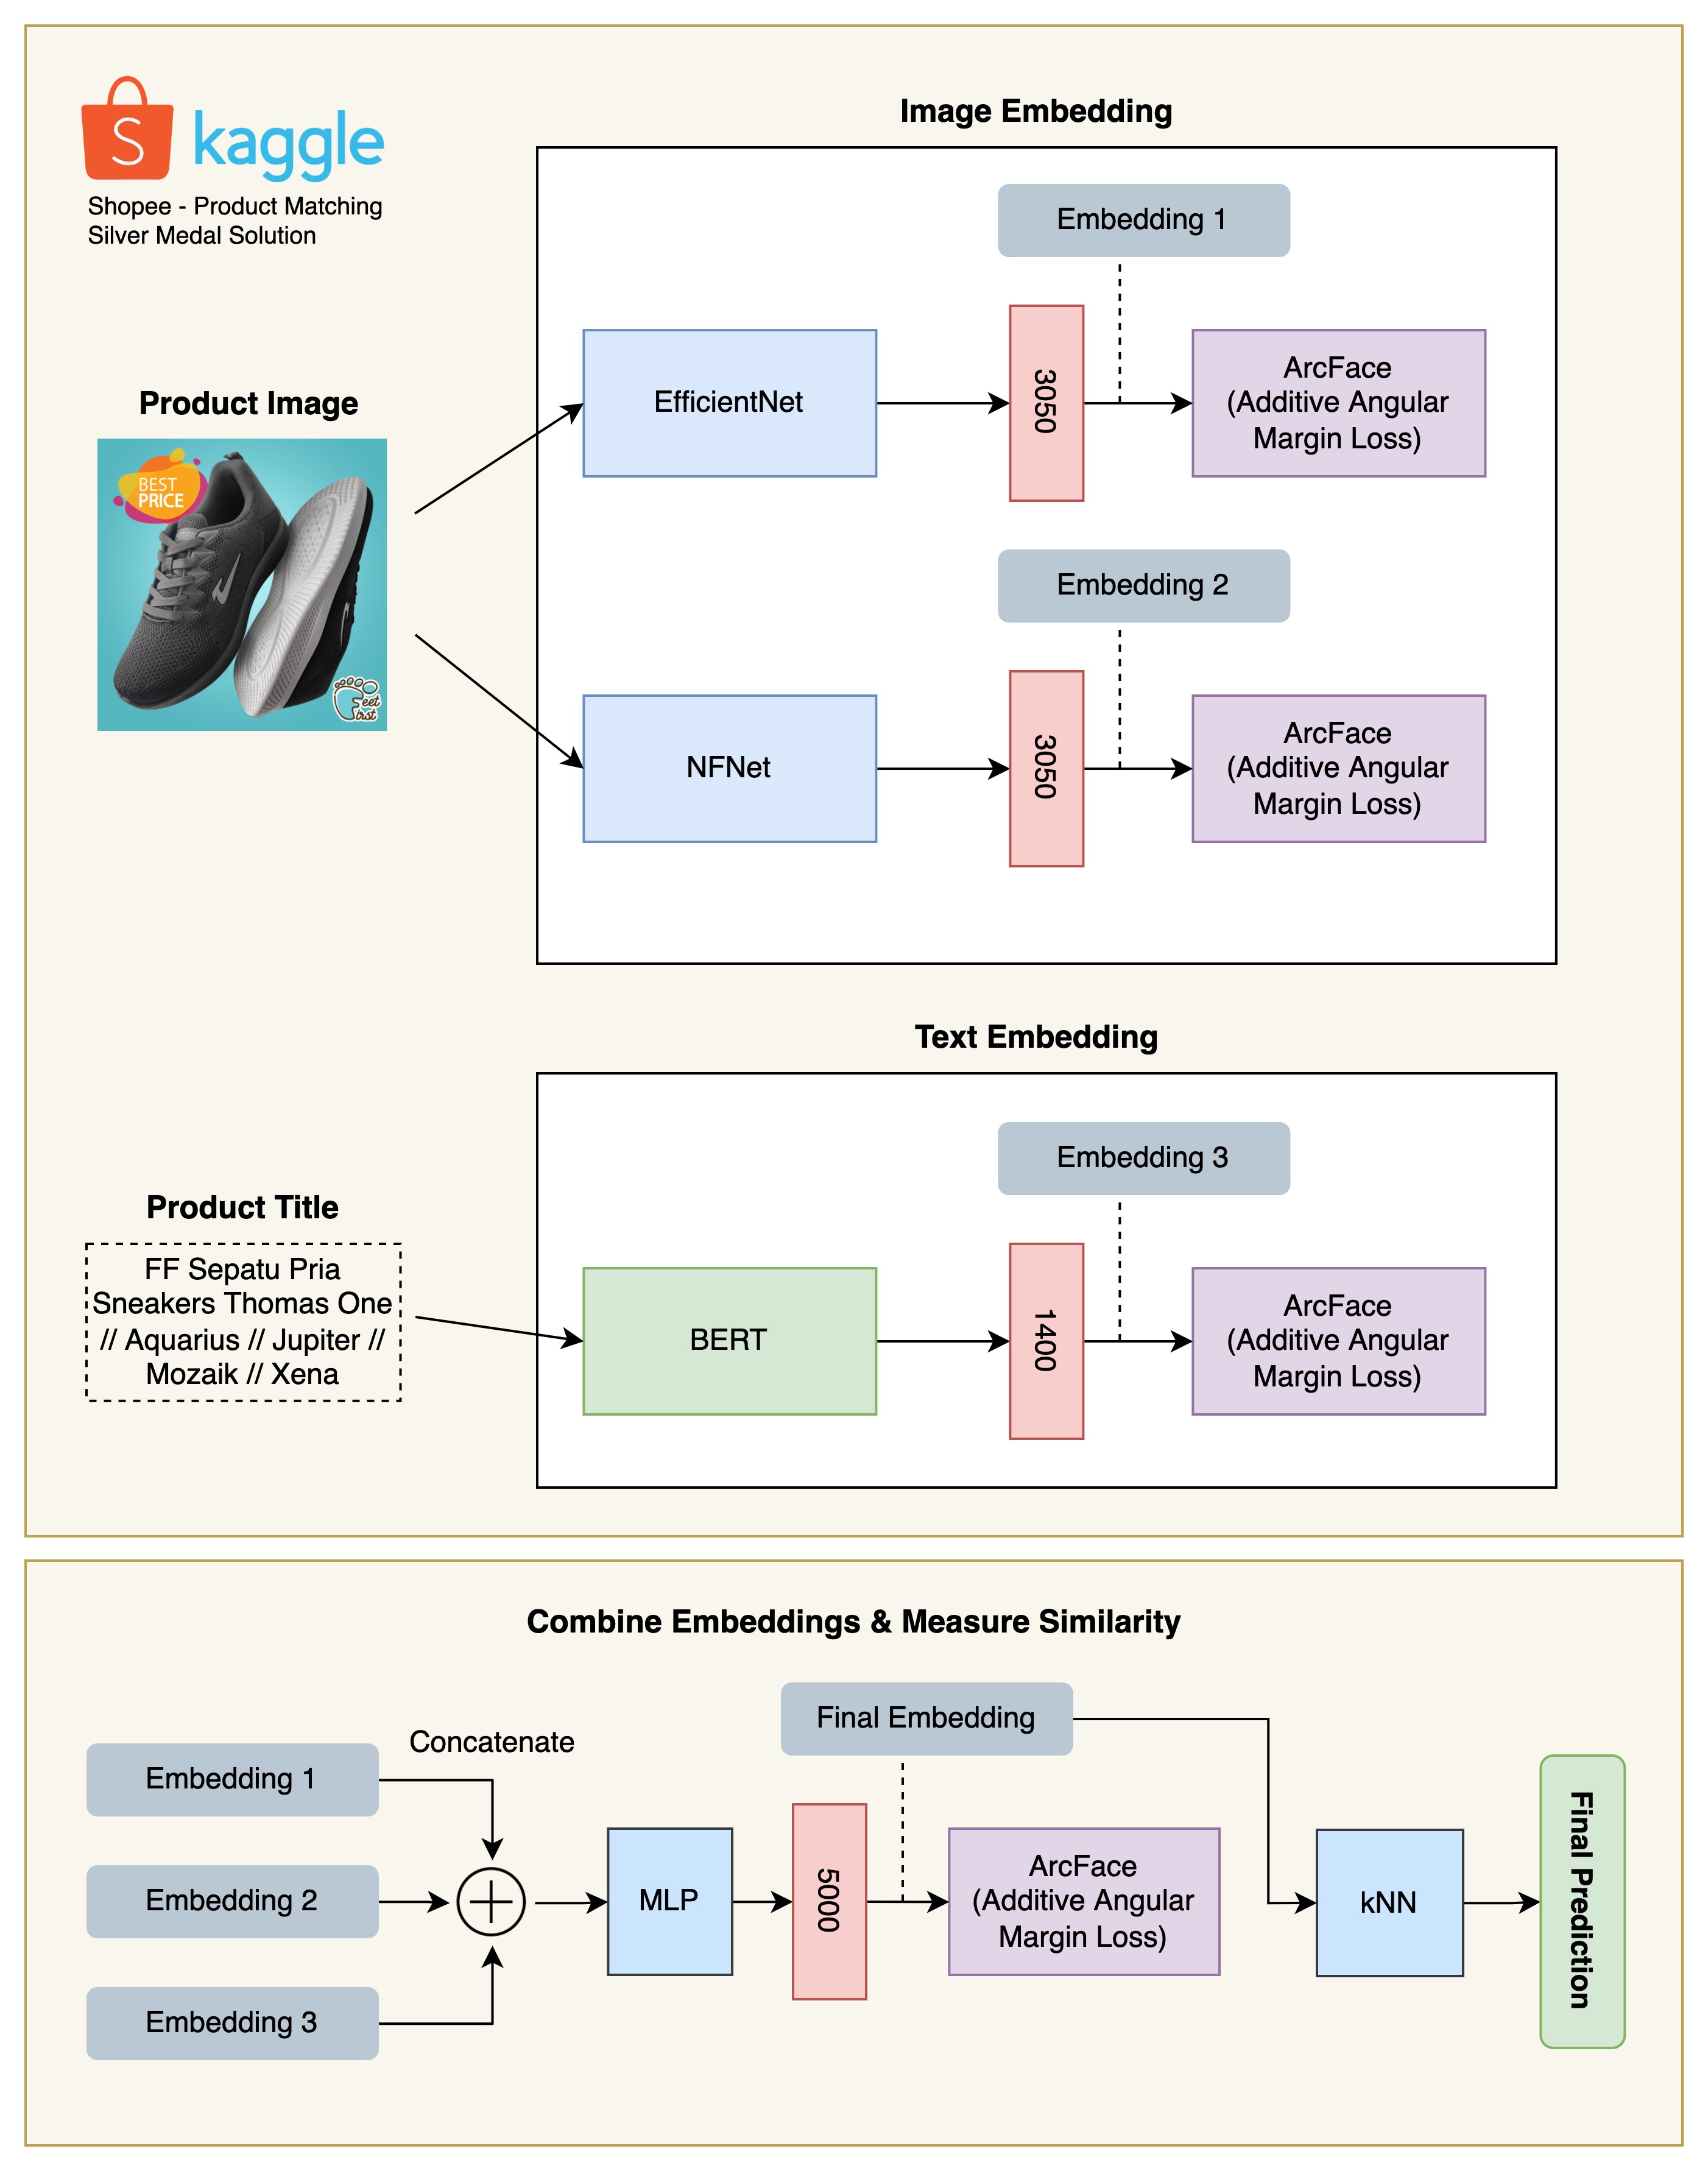 S kaggle
Shopee - Product Matching
Silver Medal Solution
Image Embedding
Embedding 1
EfficientNet
3050
ArcFace
(Additive Angular
Margin Loss)
Product Image
BEST
PRICE
Feet
First
Embedding 2
NFNet
3050
ArcFace
(Additive Angular
Margin Loss)
Text Embedding
Embedding 3
Product Title
FF Sepatu Pria
Sneakers Thomas One
// Aquarius // Jupiter //
Mozaik // Xena
BERT
1400
ArcFace
(Additive Angular
Margin Loss)
Combine Embeddings & Measure Similarity
Final Embedding
Concatenate
Embedding 1
Embedding 2
Embedding 3
MLP
5000
ArcFace
(Additive Angular
Margin Loss)
kNN
Final Prediction